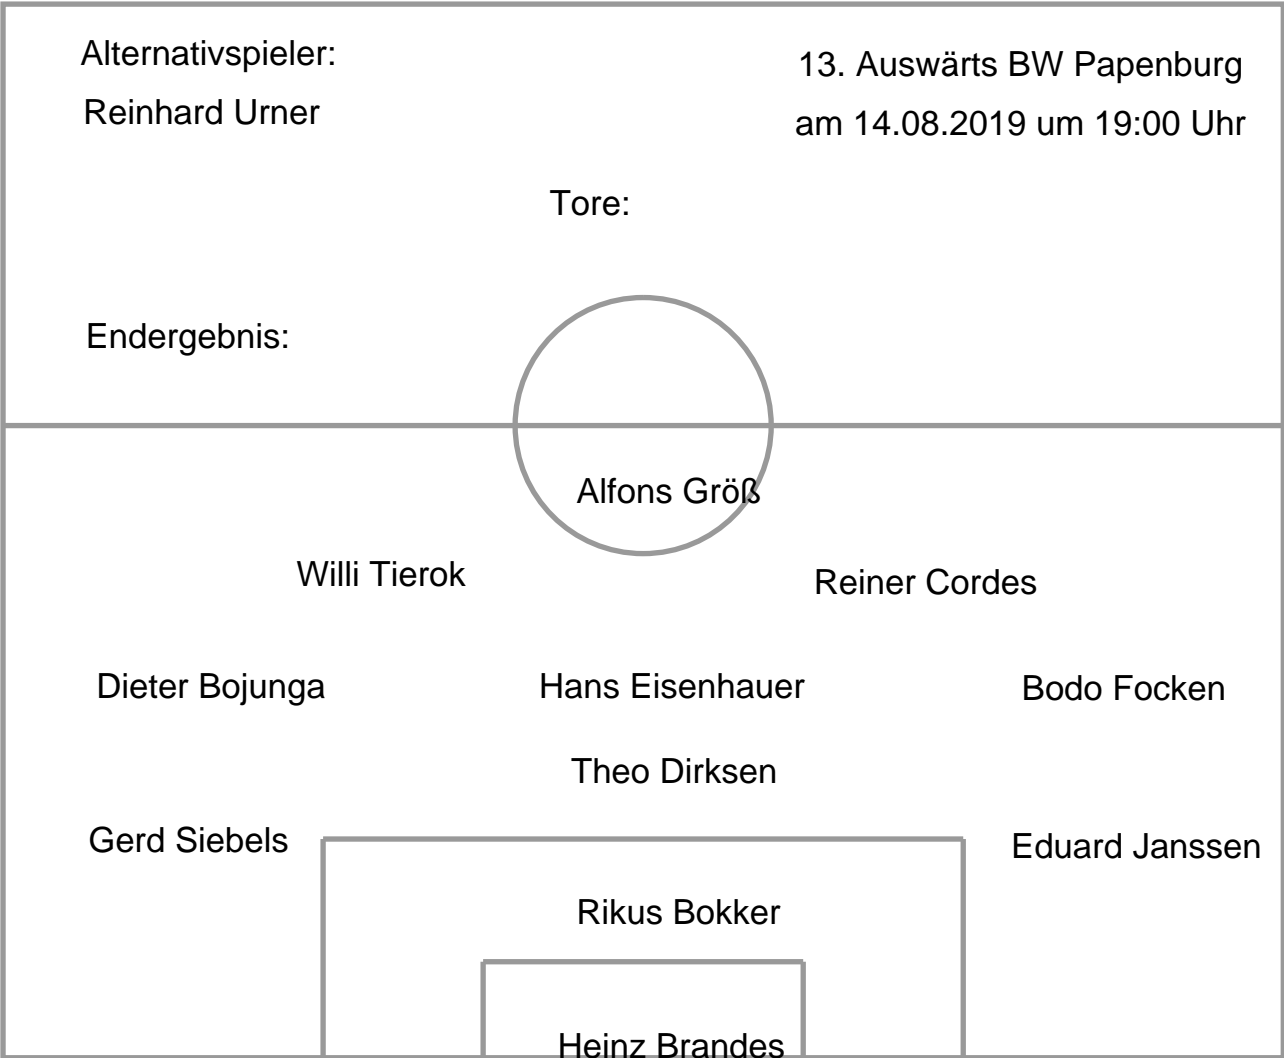 Alternativspieler:
Reinhard Urner
13. Auswärts BW Papenburg
am 14.08.2019 um 19:00 Uhr
Tore:
Endergebnis:
Alfons Größ
Willi Tierok
Reiner Cordes
Dieter Bojunga
Hans Eisenhauer
Bodo Focken
Theo Dirksen
Gerd Siebels
Eduard Janssen
Rikus Bokker
Heinz Brandes